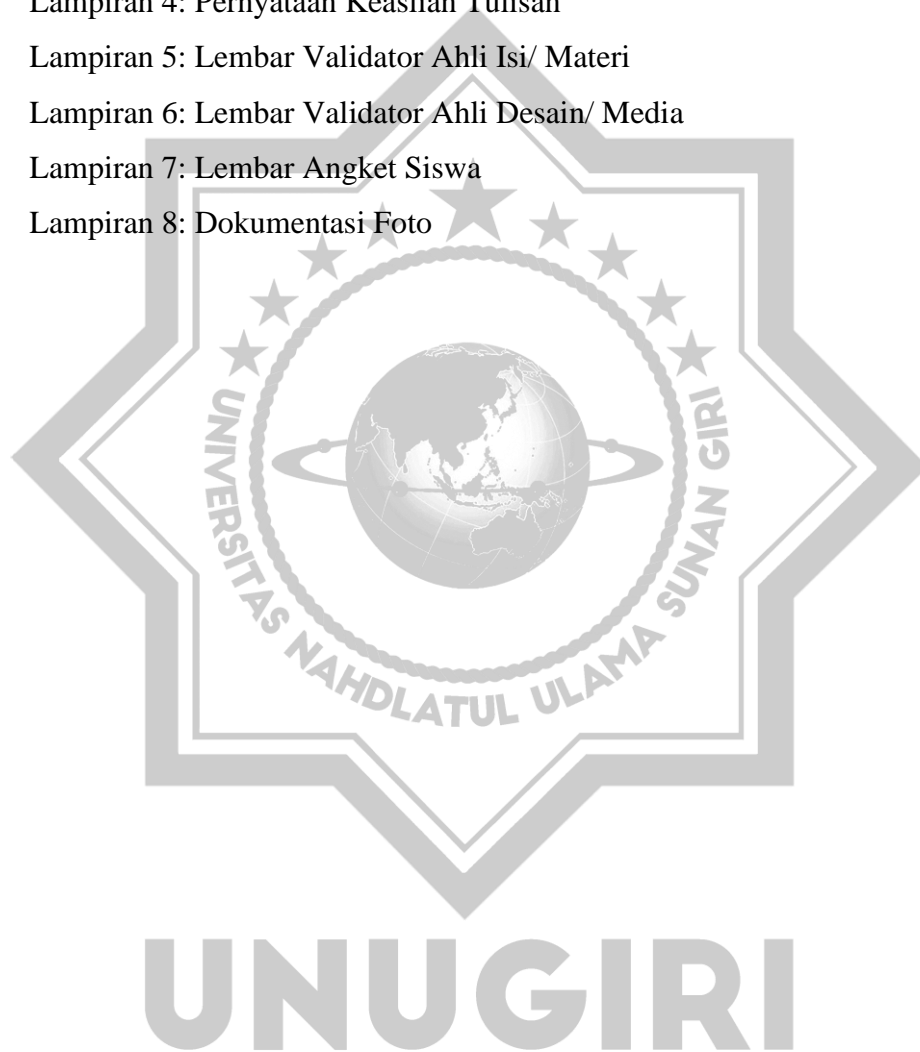 Lampiran 4: Pernyataan Keaslian Tulisan
Lampiran 5: Lembar Validator Ahli Isi/ Materi
Lampiran 6: Lembar Validator Ahli Desain/ Media
Lampiran 7: Lembar Angket Siswa
Lampiran 8: Dokumentasi Foto
UNIVERSITAS NAHDLATUL ULAMA SUNAN GIRI
UNUGIRI